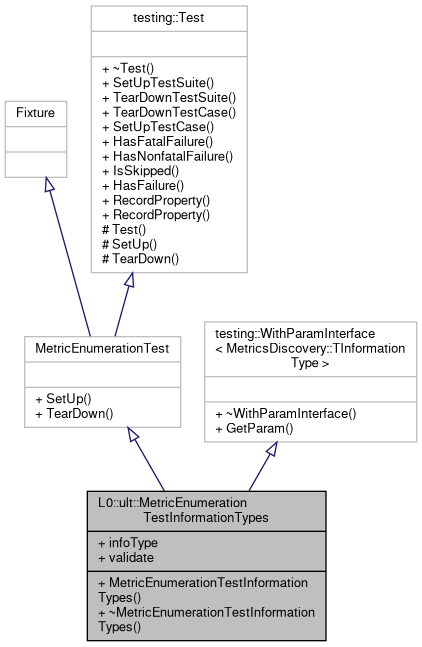 testing::Test
+ ~Test()
+ SetUpTestSuite()
+ TearDownTestSuite()
+ TearDownTestCase()
+ SetUpTestCase()
+ HasFatalFailure()
+ HasNonfatalFailure()
+ IsSkipped()
+ HasFailure()
+ RecordProperty()
+ RecordProperty()
# Test()
# SetUp()
# TearDown()
Fixture
MetricEnumerationTest
+ SetUp()
+ TearDown()
testing::WithParamInterface
< MetricsDiscovery::TInformation
Type >
+ ~WithParamInterface()
+ GetParam()
L0::ult::MetricEnumeration
TestInformationTypes
+ infoType
+ validate
+ MetricEnumerationTestInformation
Types()
+ ~MetricEnumerationTestInformation
Types()